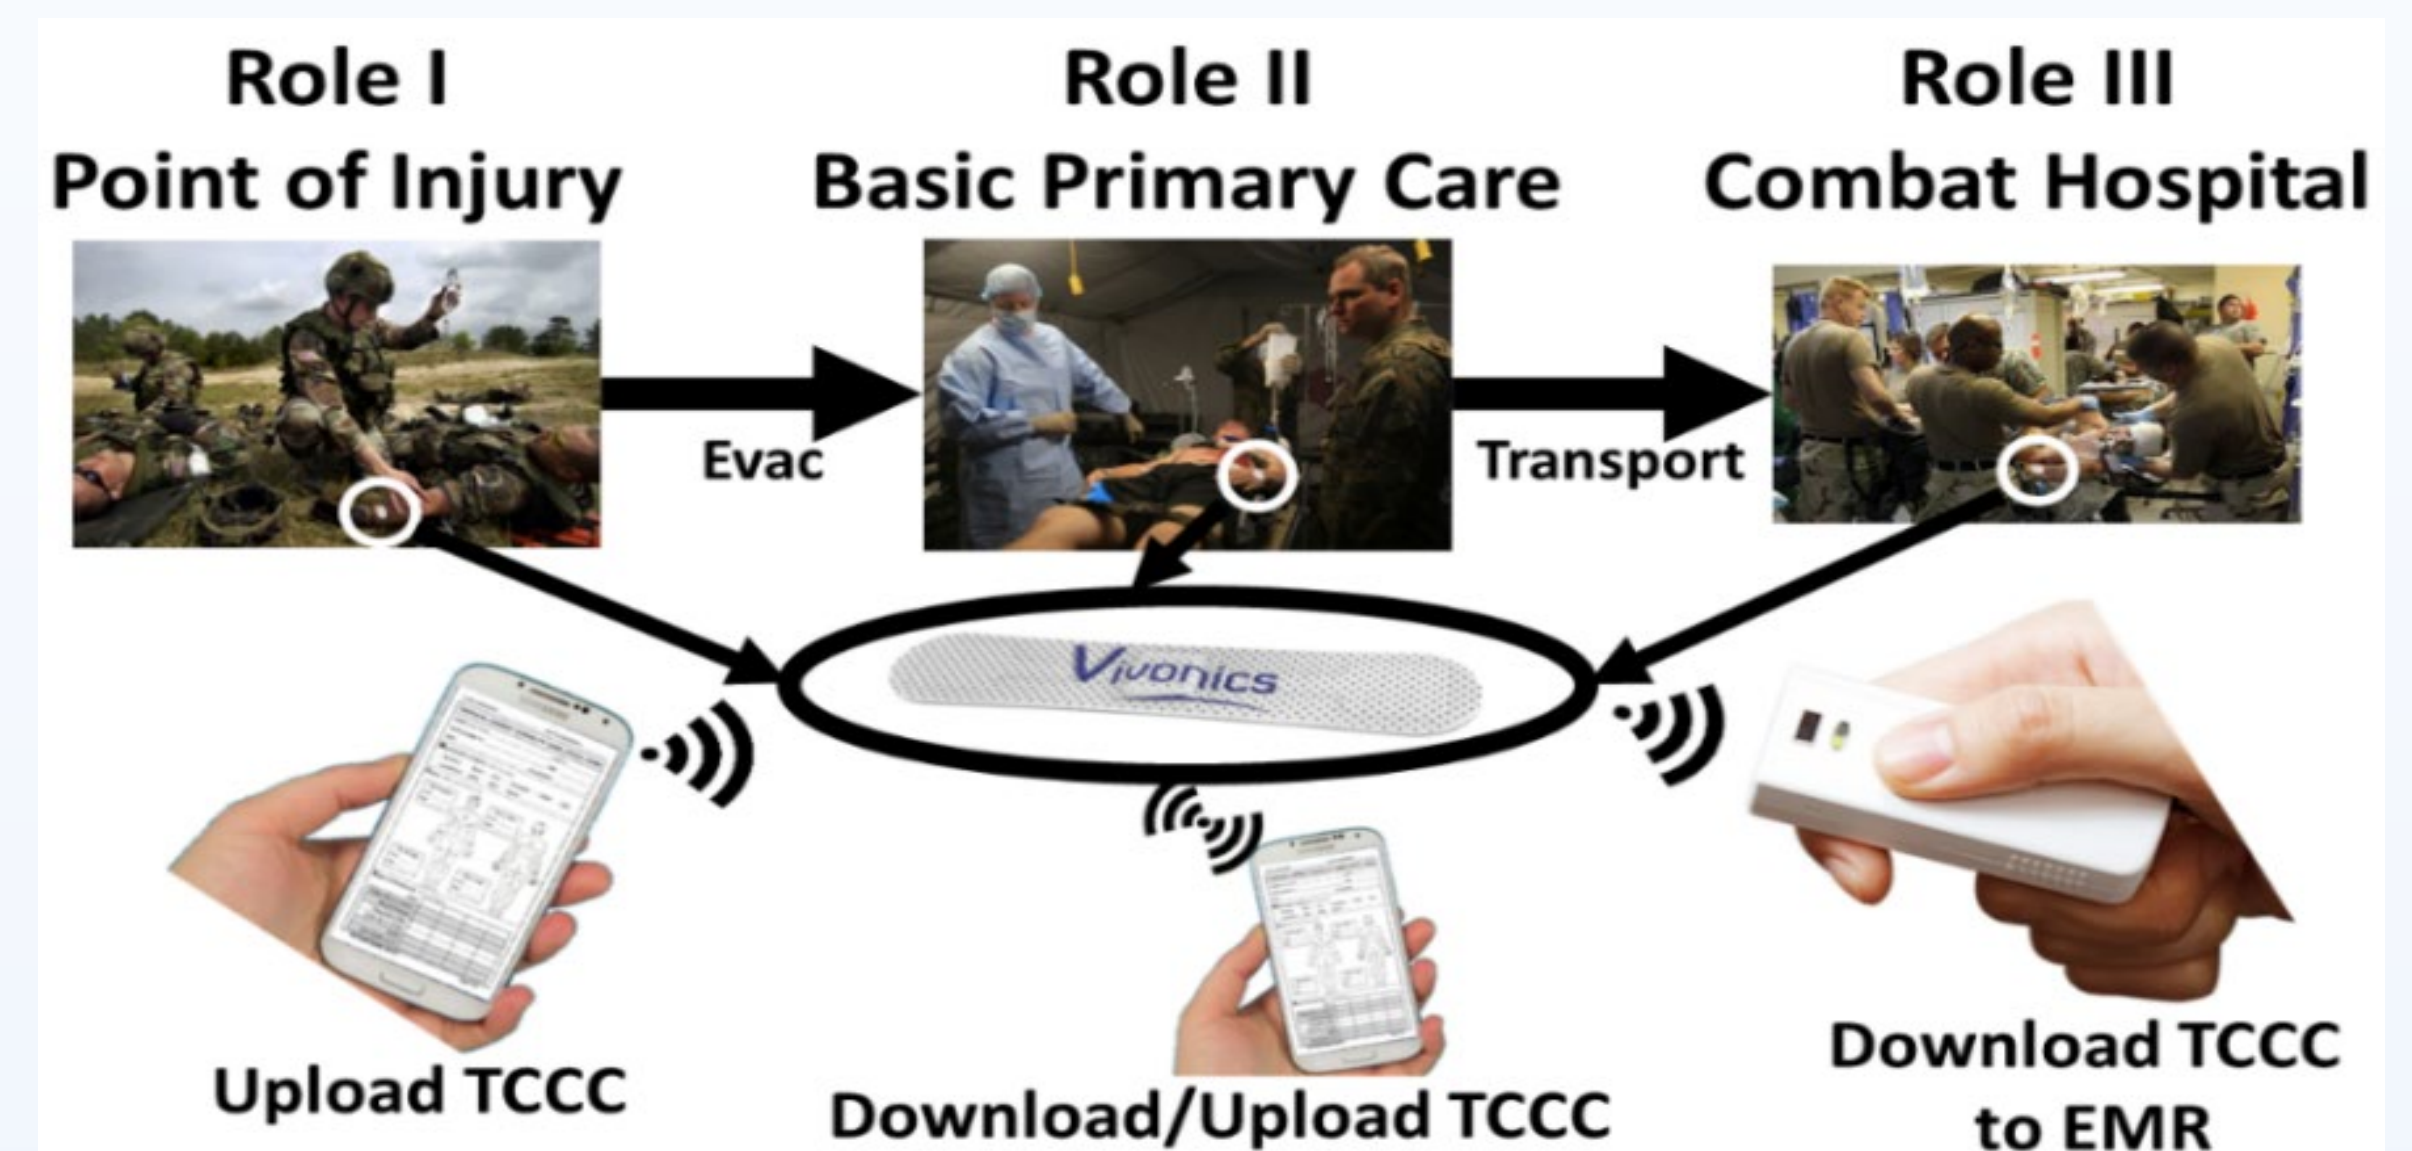 Role I
Point of Injury
Role II
Basic Primary Care
Role III
Combat Hospital
Evac
Transport
Vivonics
Upload TCCC
Download/Upload TCCC
Download TCCC
to EMR